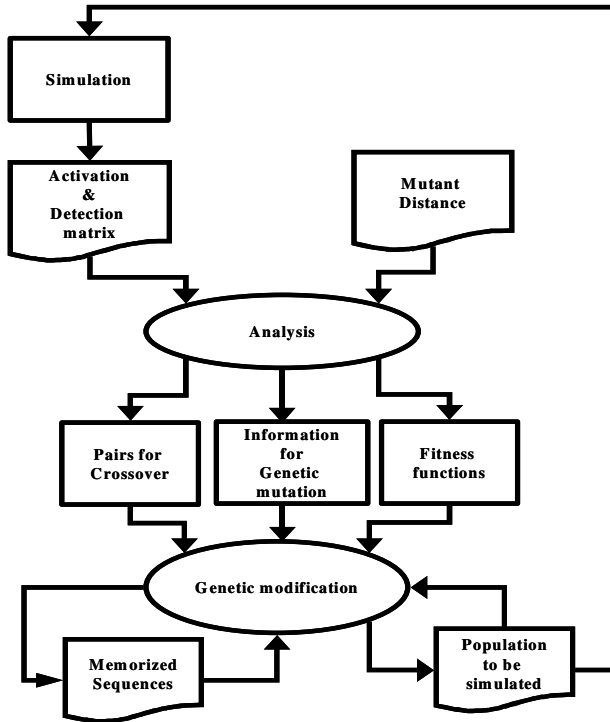 Simulation
Activation
&
Detection
matrix
Mutant
Distance
Analysis
Pairs for
Crossover
Information
for
Genetic
mutation
Fitness
functions
Genetic modification
Memorized
Sequences
Population
to be
simulated